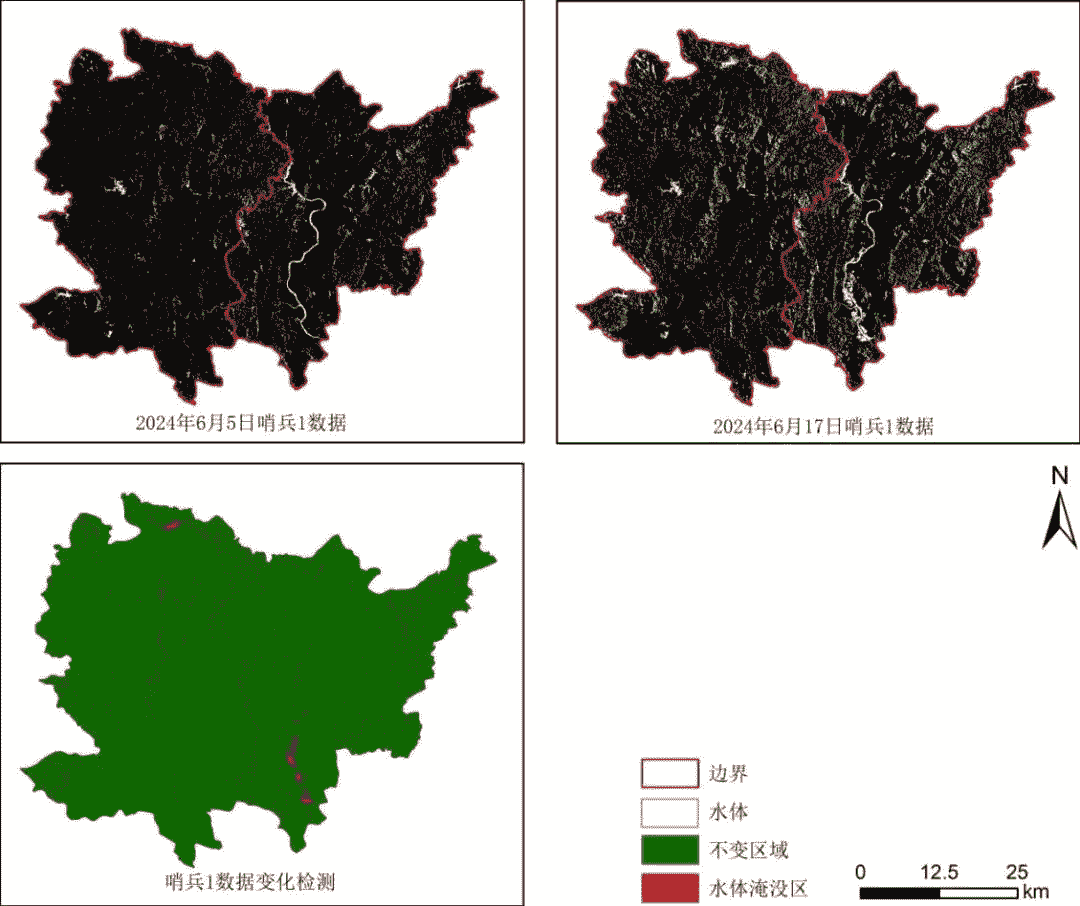 2024年6月5日哨兵1数据
2024年6月17日哨兵1数据
N
边界
水体
不变区域
水体淹没区
0 12.5 25
km
哨兵1数据变化检测